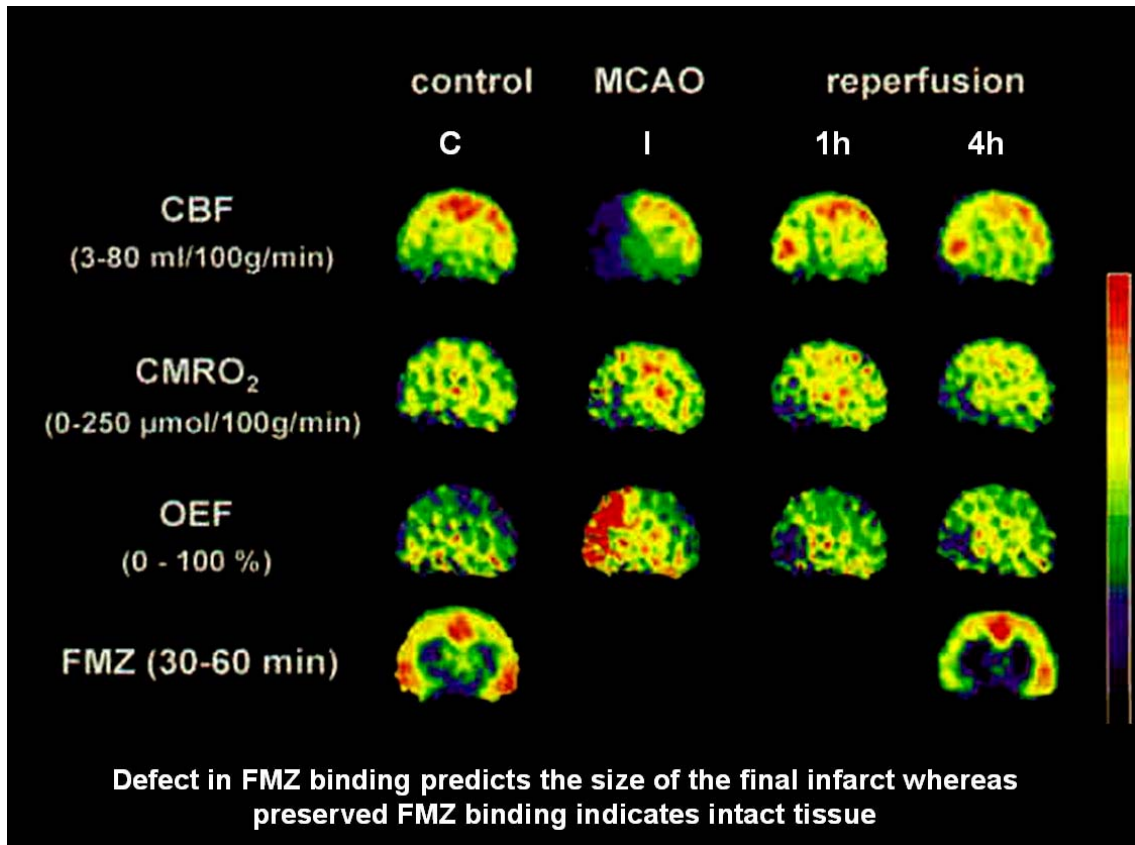 control MCAO reperfusion
C I 1h 4h
CBF
(3-80 ml/100g/min)
CMRO₂
(0-250 µmol/100g/min)
OEF
(0 - 100 %)
FMZ (30-60 min)
Defect in FMZ binding predicts the size of the final infarct whereas
preserved FMZ binding indicates intact tissue